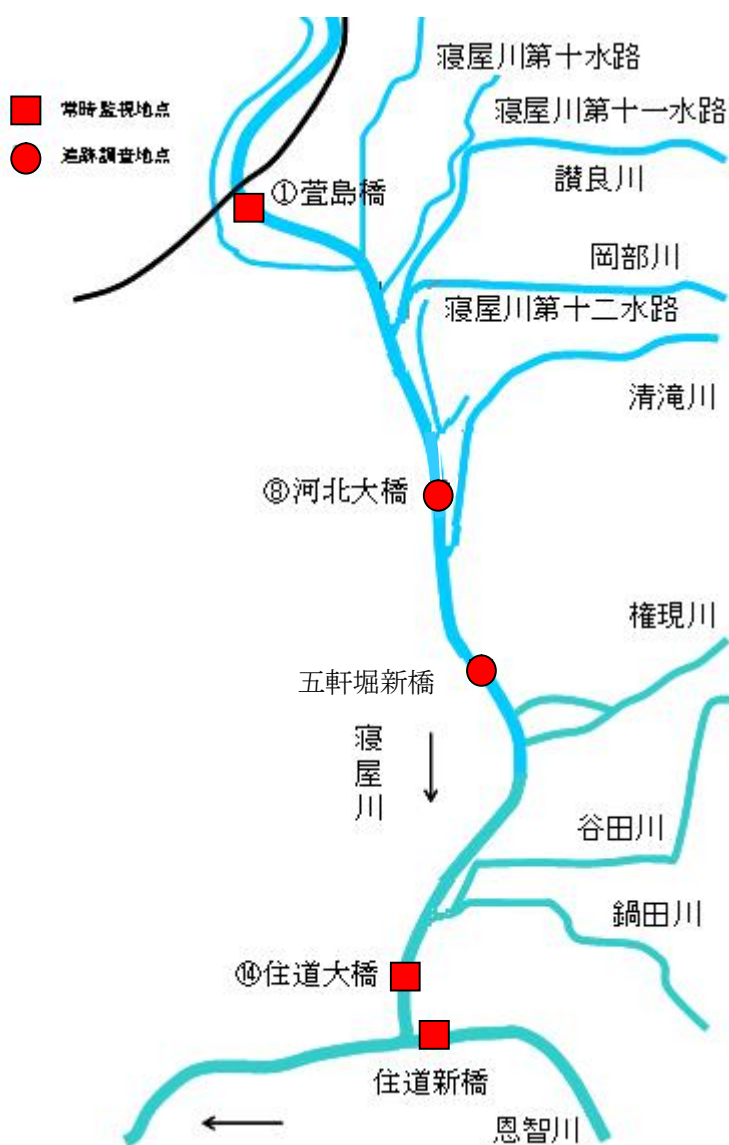 寝屋川第十水路
常時監視地点
寝屋川第十一水路
追跡調査地点
讃良川
①萱島橋
岡部川
寝屋川第十二水路
清滝川
⑧河北大橋
権現川
五軒堀新橋
寝屋川
谷田川
鍋田川
⑭住道大橋
住道新橋
恩智川